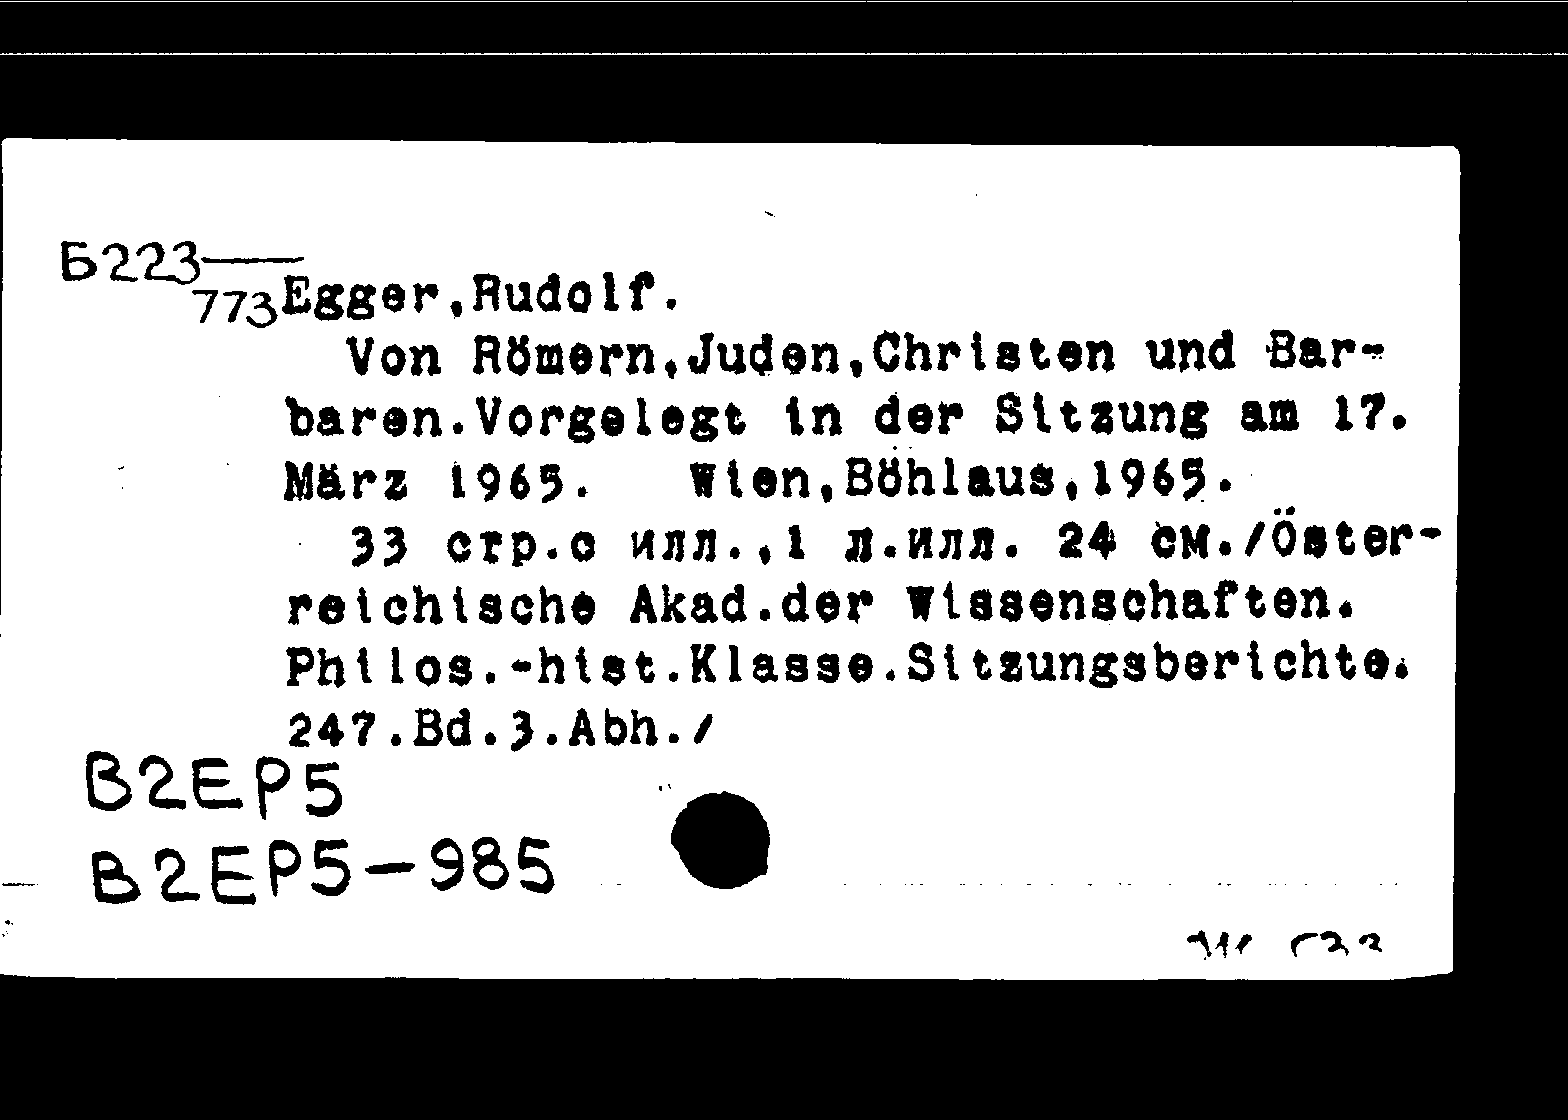 Б223
773 Egger,Rudolf.
Von Römern,Juden,Christen und Bar-
baren.Vorgelegt in der Sitzung am 17.
März 1965. Wien,Böhlaus,1965.
33 стр.с илл.,1 л.илл. 24 см./Öster-
reichische Akad.der Wissenschaften.
Philos.-hist.Klasse.Sitzungsberichte.
247.Bd.3.Abh./
B2EP5
B2EP5-985